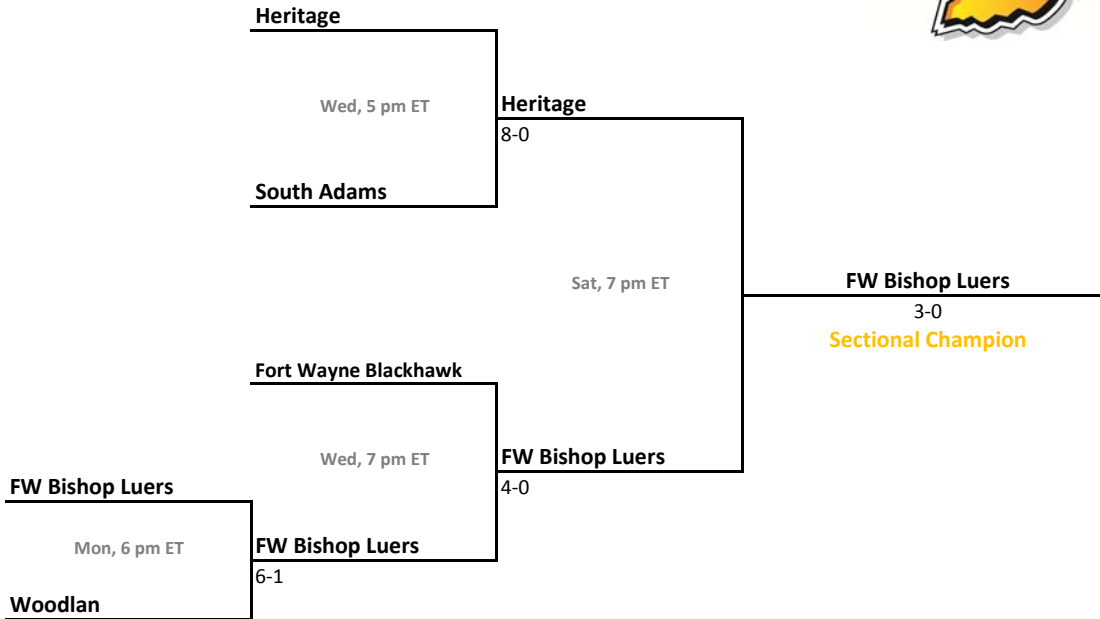 Heritage
Wed, 5 pm ET
Heritage
8-0
South Adams
Sat, 7 pm ET
FW Bishop Luers
3-0
Sectional Champion
Fort Wayne Blackhawk
Wed, 7 pm ET
FW Bishop Luers
4-0
FW Bishop Luers
Mon, 6 pm ET
FW Bishop Luers
6-1
Woodlan